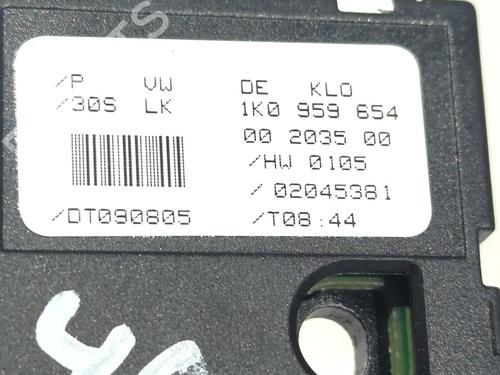 /P VW DE KLO
/30S LK 1K0 959 654
00 2035 00
/HW 0105
/02045381
/DT090805 /T08:44